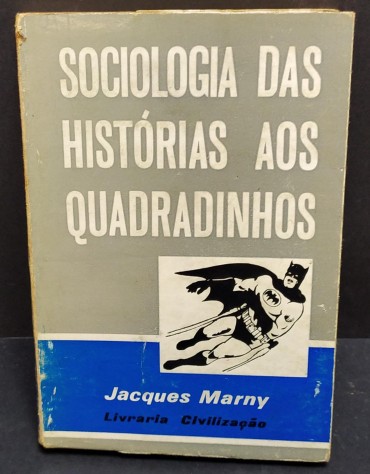 SOCIOLOGIA DAS
HISTÓRIAS AOS
QUADRADINHOS
Jacques Marny
Livraria Civilização